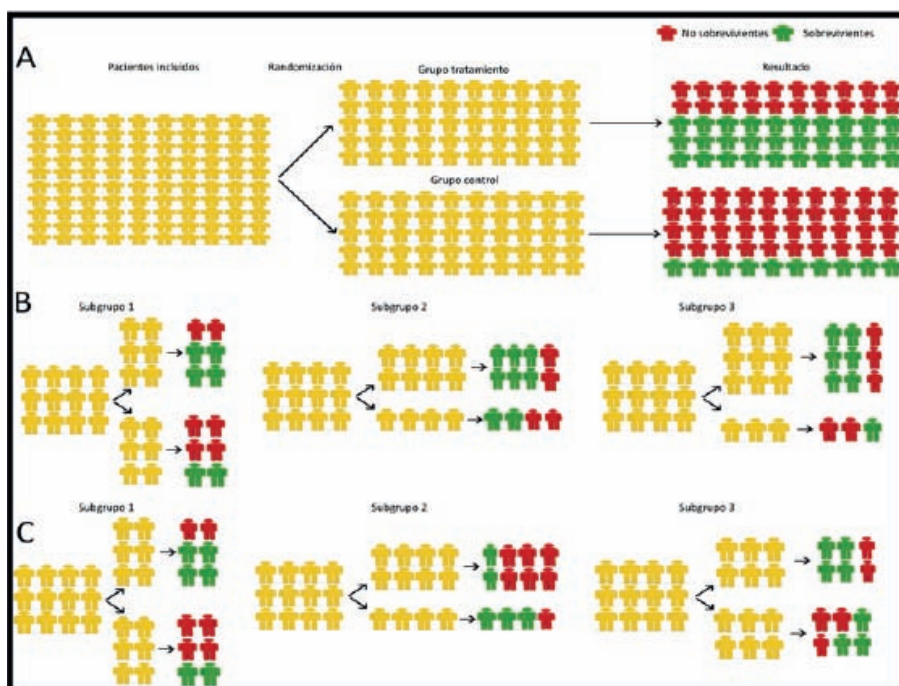 No sobrevivientes Sobrevivientes
A
Pacientes incluidos Randomización Grupo tratamiento Resultado
Grupo control
B
Subgrupo 1 Subgrupo 2 Subgrupo 3
C
Subgrupo 1 Subgrupo 2 Subgrupo 3